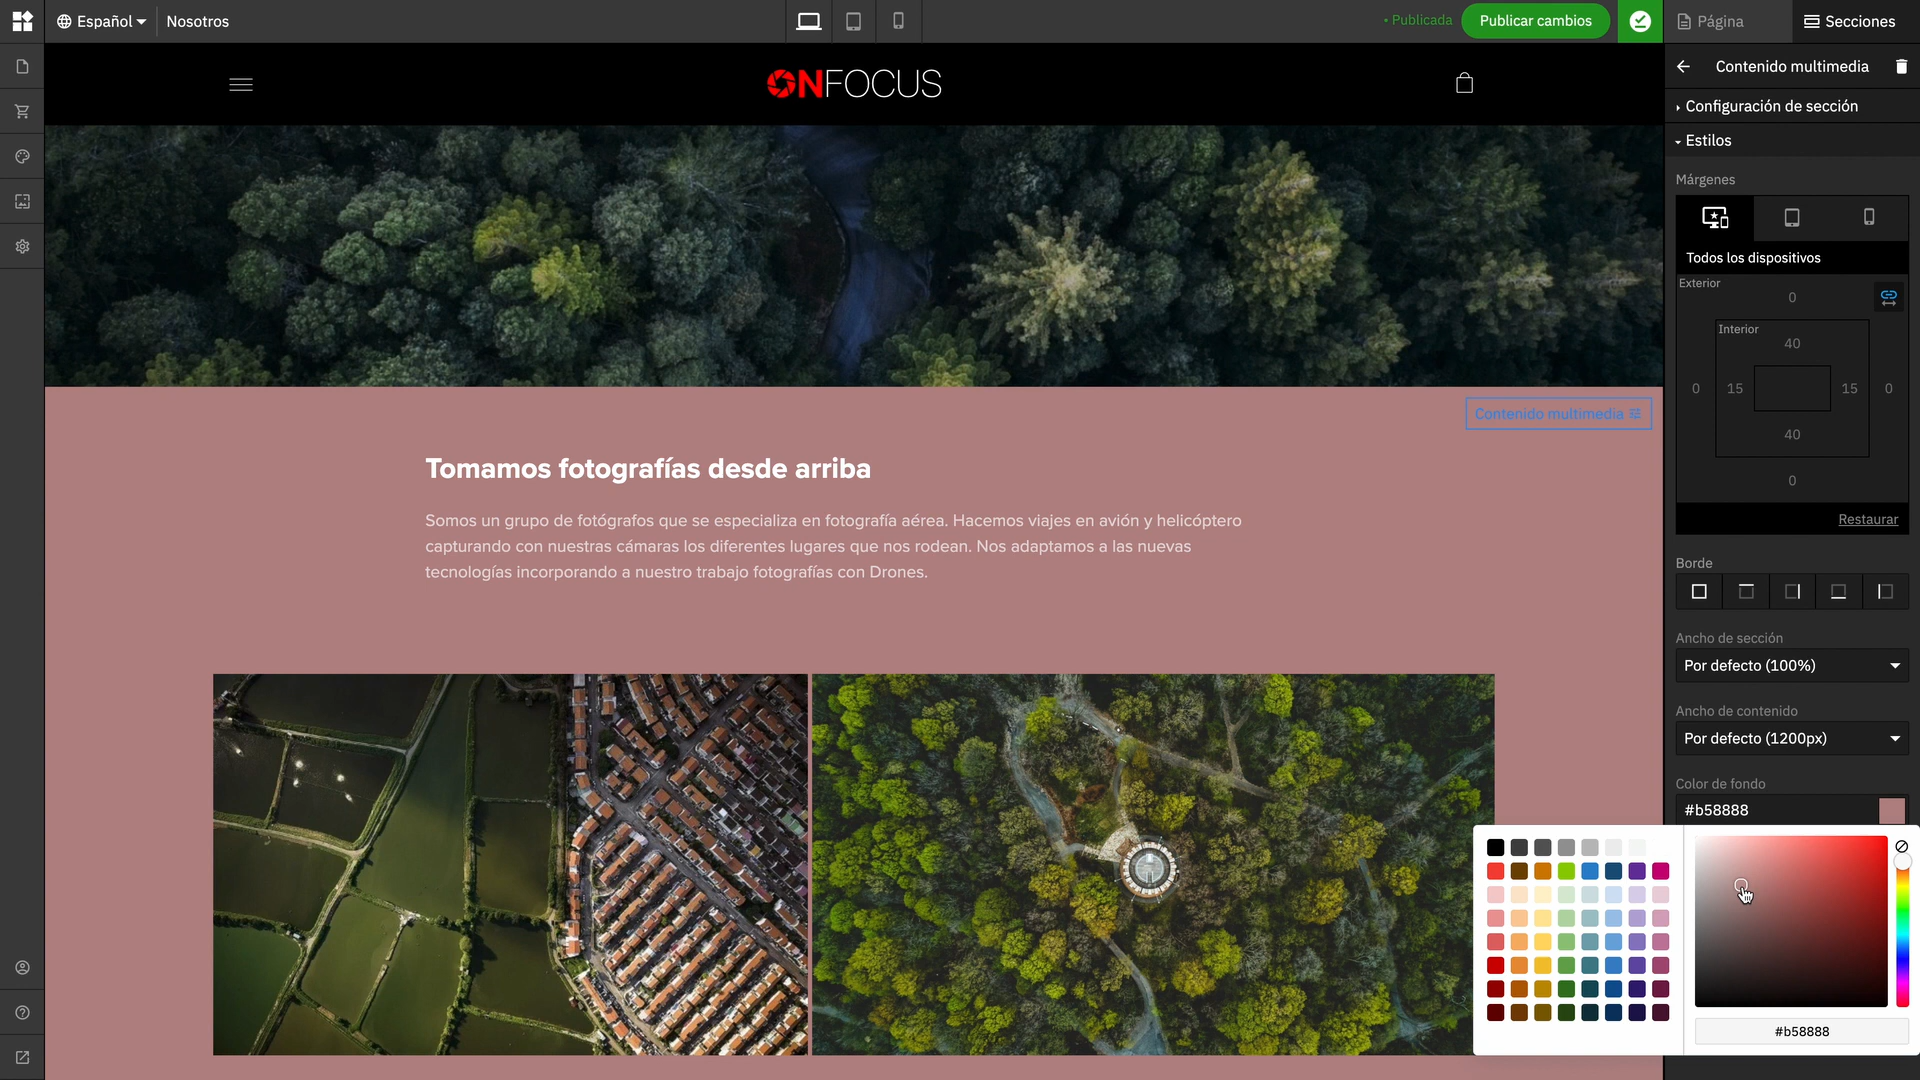 Español
Nosotros
• Publicada
Publicar cambios
Página
Secciones
ONFOCUS
Contenido multimedia
Configuración de sección
Estilos
Márgenes
Todos los dispositivos
Exterior
0
Interior
40
0
15
15
0
40
0
Restaurar
Contenido multimedia
Tomamos fotografías desde arriba
Somos un grupo de fotógrafos que se especializa en fotografía aérea. Hacemos viajes en avión y helicóptero
capturando con nuestras cámaras los diferentes lugares que nos rodean. Nos adaptamos a las nuevas
tecnologías incorporando a nuestro trabajo fotografías con Drones.
Borde
Ancho de sección
Por defecto (100%)
Ancho de contenido
Por defecto (1200px)
Color de fondo
#b58888
#b58888